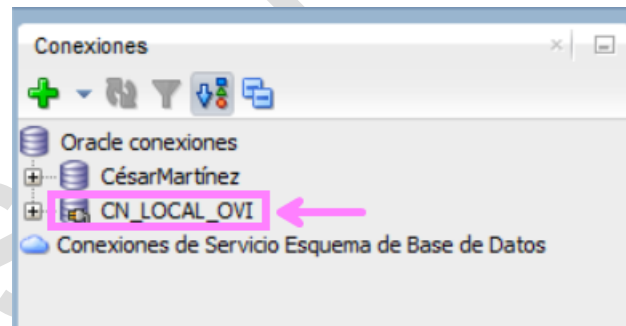 Conexiones
Oracle conexiones
CésarMartínez
CN_LOCAL_OVI
Conexiones de Servicio Esquema de Base de Datos